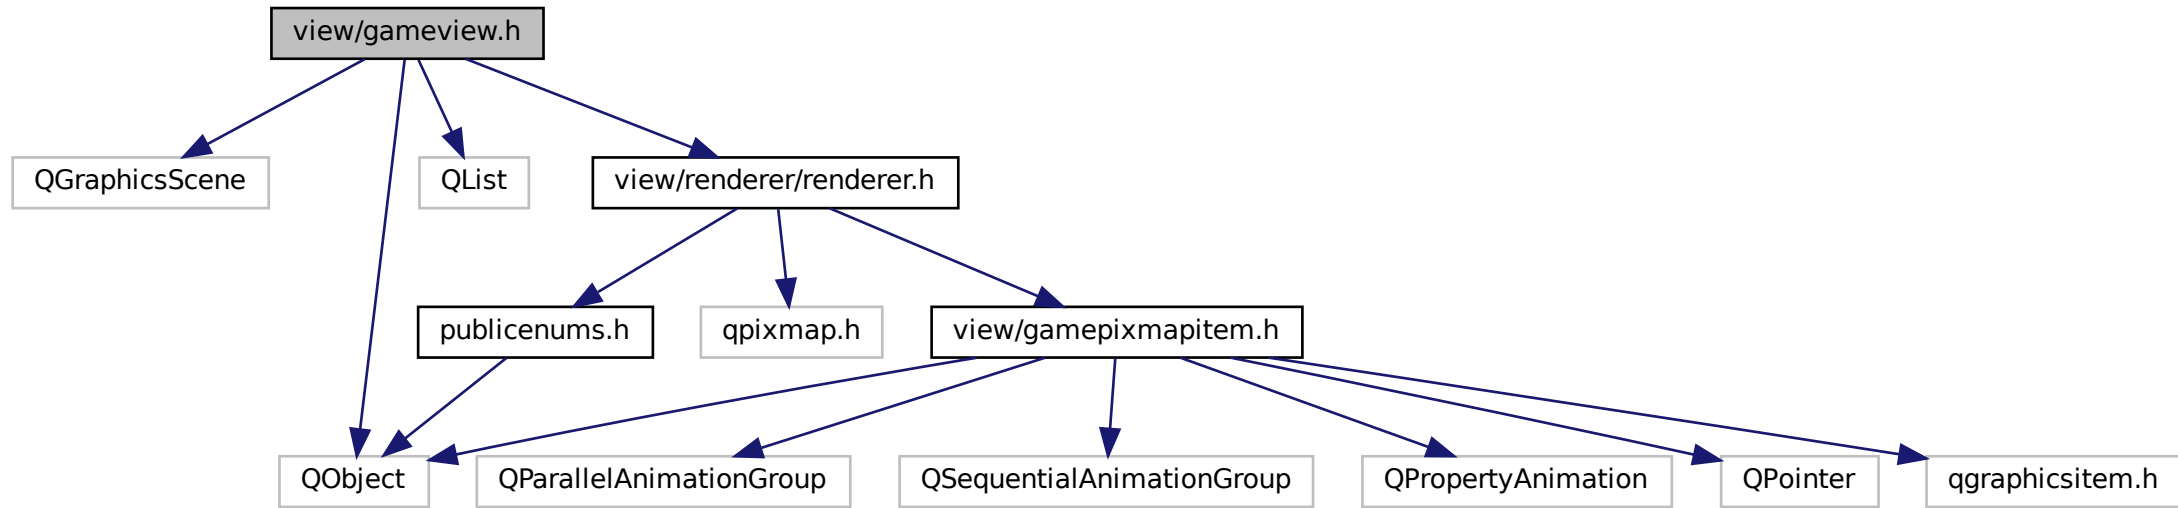 view/gameview.h
QGraphicsScene
QList
view/renderer/renderer.h
publicenums.h
qpixmap.h
view/gamepixmapitem.h
QObject
QParallelAnimationGroup
QSequentialAnimationGroup
QPropertyAnimation
QPointer
qgraphicsitem.h